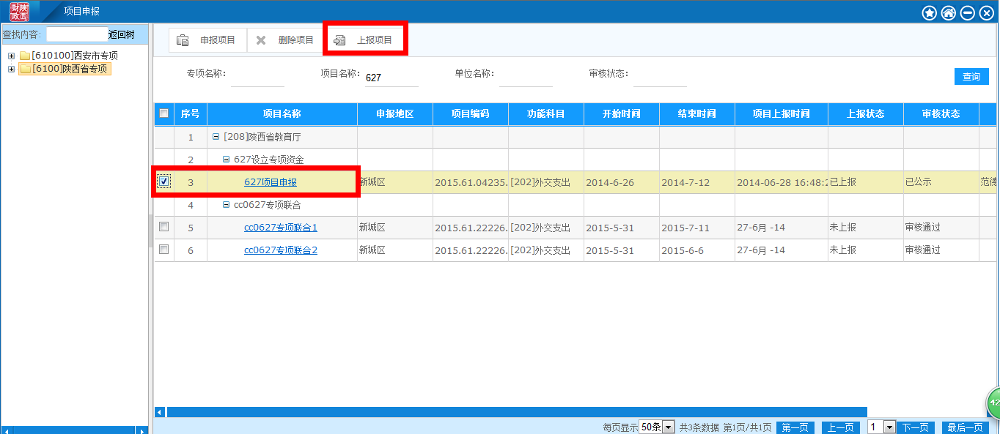 财陕政西 项目申报
查找内容: 返回树
[610100]西安市专项
[6100]陕西省专项
申报项目 删除项目 上报项目
专项名称: 项目名称: 627 单位名称: 审核状态: 查询
序号 项目名称 申报地区 项目编码 功能科目 开始时间 结束时间 项目上报时间 上报状态 审核状态
1 [208]陕西省教育厅
2 627设立专项资金
3 627项目申报 新城区 2015.61.04235. [202]外交支出 2014-6-26 2014-7-12 2014-06-28 16:48:2 已上报 已公示 范德
4 cc0627专项联合
5 cc0627专项联合1 新城区 2015.61.22226. [202]外交支出 2015-5-31 2015-7-11 27-6月 -14 未上报 审核通过
6 cc0627专项联合2 新城区 2015.61.22226. [202]外交支出 2015-5-31 2015-6-6 27-6月 -14 未上报 审核通过
42
每页显示 50条 共3条数据 第1页/共1页 第一页 上一页 1 下一页 最后一页